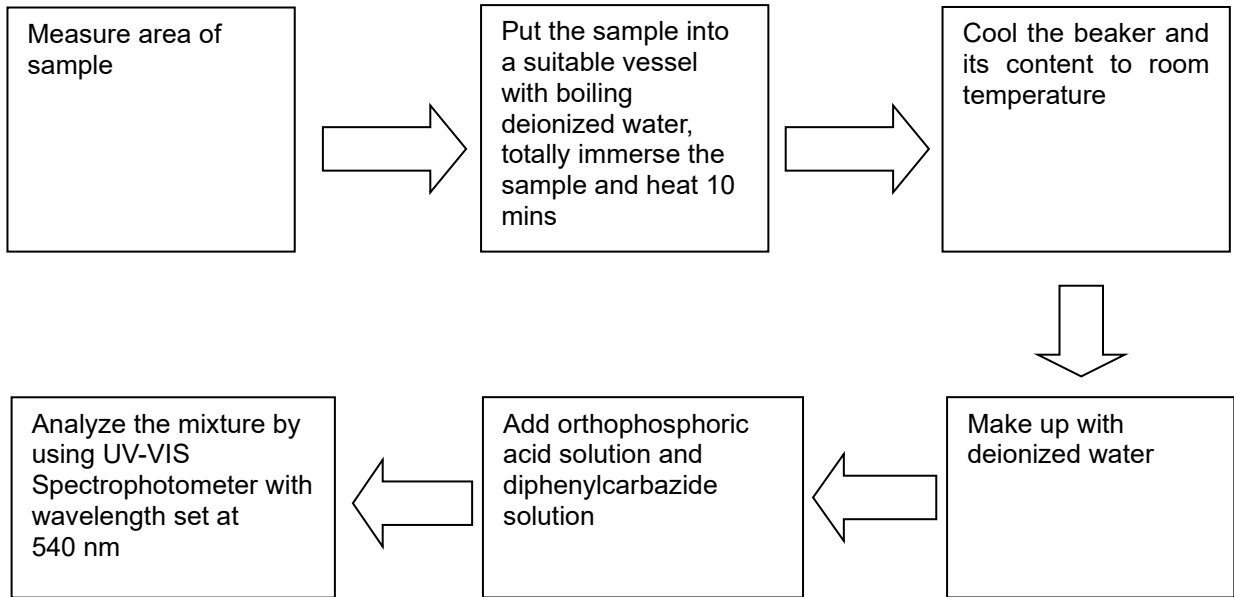 Measure area of
sample
Put the sample into
a suitable vessel
with boiling
deionized water,
totally immerse the
sample and heat 10
mins
Cool the beaker and
its content to room
temperature
Make up with
deionized water
Add orthophosphoric
acid solution and
diphenylcarbazide
solution
Analyze the mixture by
using UV-VIS
Spectrophotometer with
wavelength set at
540 nm